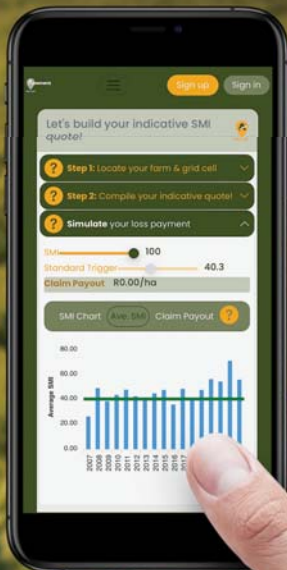 Sign up
Sign in
Let's build your indicative SMI
quote!
? Step 1: Locate your farm & grid cell
? Step 2: Compile your indicative quote!
? Simulate your loss payment
SMI 100
Standard Trigger 40.3
Claim Payout R0.00/ha
SMI Chart Ave. SMI Claim Payout ?
80.00
60.00
40.00
20.00
0.00
Average SMI
2007
2008
2009
2010
2011
2012
2013
2014
2015
2016
2017